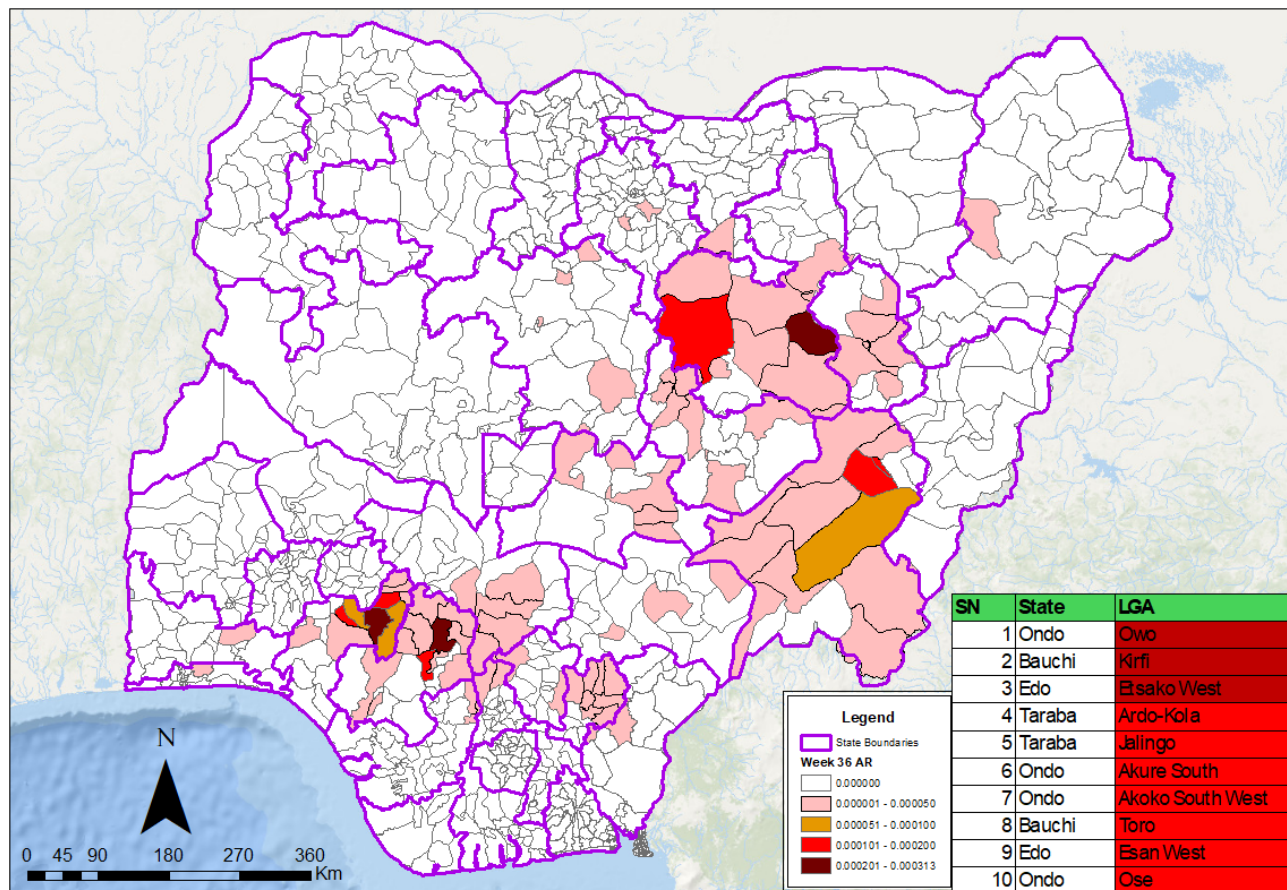 SN State LGA
1 Ondo Owo
2 Bauchi Kirfi
3 Edo Etsako West
4 Taraba Ardo-Kola
5 Taraba Jalingo
6 Ondo Akure South
7 Ondo Akoko South West
8 Bauchi Toro
9 Edo Esan West
10 Ondo Ose
Legend
State Boundaries
Week 36 AR
0.000000
0.000001 - 0.000050
0.000051 - 0.000100
0.000101 - 0.000200
0.000201 - 0.000313
N
0 45 90 180 270 360
Km